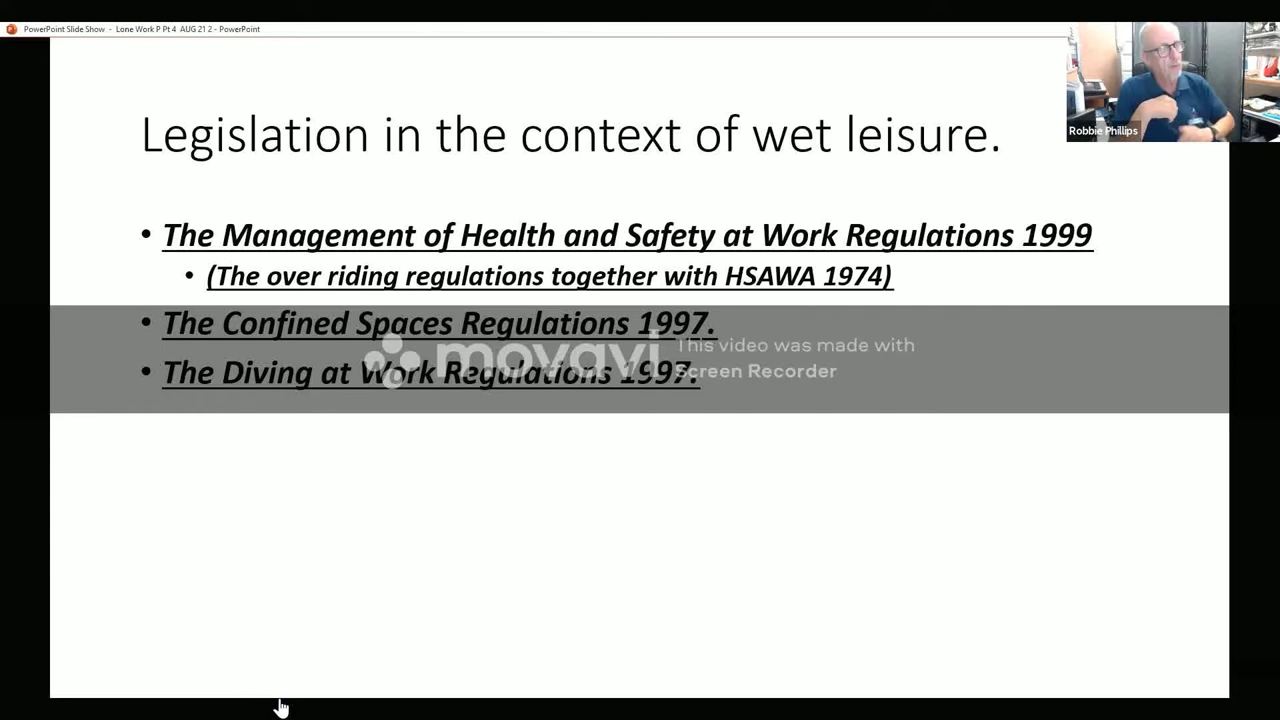 PowerPoint Slide Show - Lone Work P Pt 4 AUG 21 2 - PowerPoint
Robbie Phillips
Legislation in the context of wet leisure.
• The Management of Health and Safety at Work Regulations 1999
• (The over riding regulations together with HSAWA 1974)
• The Confined Spaces Regulations 1997.
• The Diving at Work Regulations 1997.
movavi
This video was made with
Screen Recorder